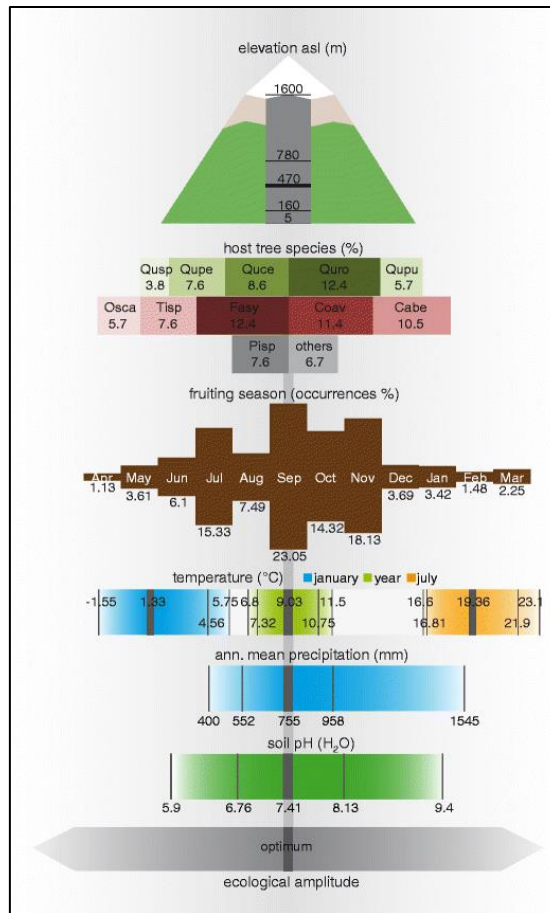 elevation asl (m)
1600
780
470
160
5
host tree species (%)
Qusp Qupe Quce Quro Qupu
3.8 7.6 8.6 12.4 5.7
Osca Tisp Fasy Coav Cabe
5.7 7.6 12.4 11.4 10.5
Pisp others
7.6 6.7
fruiting season (occurrences %)
Apr May Jun Jul Aug Sep Oct Nov Dec Jan Feb Mar
1.13 3.61 6.1 15.33 7.49 23.05 14.32 18.13 3.69 3.42 1.48 2.25
temperature (°C) january year july
-1.55 1.33 5.75 6.8 9.03 11.5 16.6 19.36 23.1
4.56 7.32 10.75 16.81 21.9
ann. mean precipitation (mm)
400 552 755 958 1545
soil pH (H₂O)
5.9 6.76 7.41 8.13 9.4
optimum
ecological amplitude